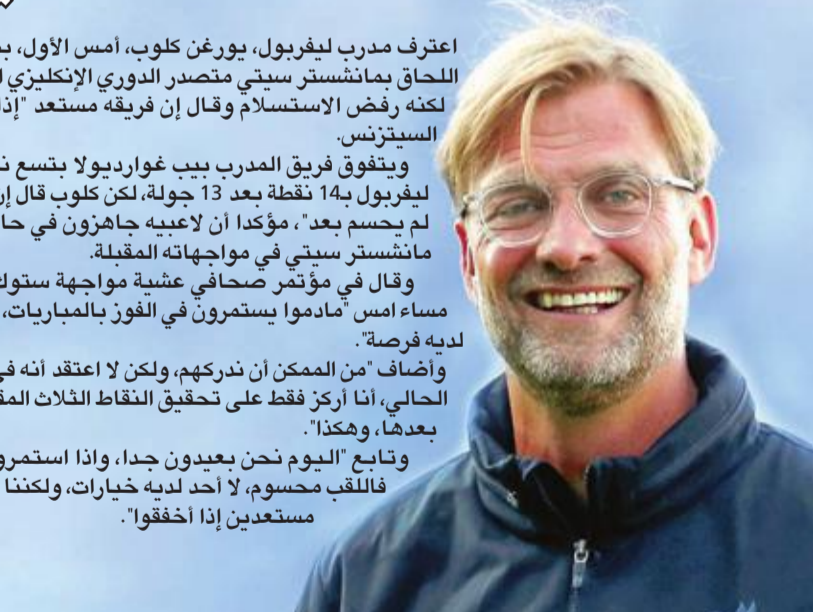 اعترف مدرب ليفربول، يورغن كلوب، أمس الأول،
اللحاق بمانشستر سيتي متصدر الدوري الإنكليزي
لكنه رفض الاستسلام وقال إن فريقه مستعد "إذا
السيتزنس.
ويتفوق فريق المدرب بيب غوارديولا بتسع
ليفربول بـ14 نقطة بعد 13 جولة، لكن كلوب قال إن
لم يحسم بعد"، مؤكدا أن لاعبيه جاهزون في
مانشستر سيتي في مواجهاته المقبلة.
وقال في مؤتمر صحافي عشية مواجهة ستوك
مساء امس "مادموا يستمرون في الفوز بالمباريات،
لديه فرصة".
وأضاف "من الممكن أن ندركهم، ولكن لا اعتقد أنه
الحالي، أنا أركز فقط على تحقيق النقاط الثلاث
بعدها، وهكذا".
وتابع "اليوم نحن بعيدون جدا، واذا
فاللقب محسوم، لا أحد لديه خيارات، ولكننا
مستعدين إذا أخفقوا".